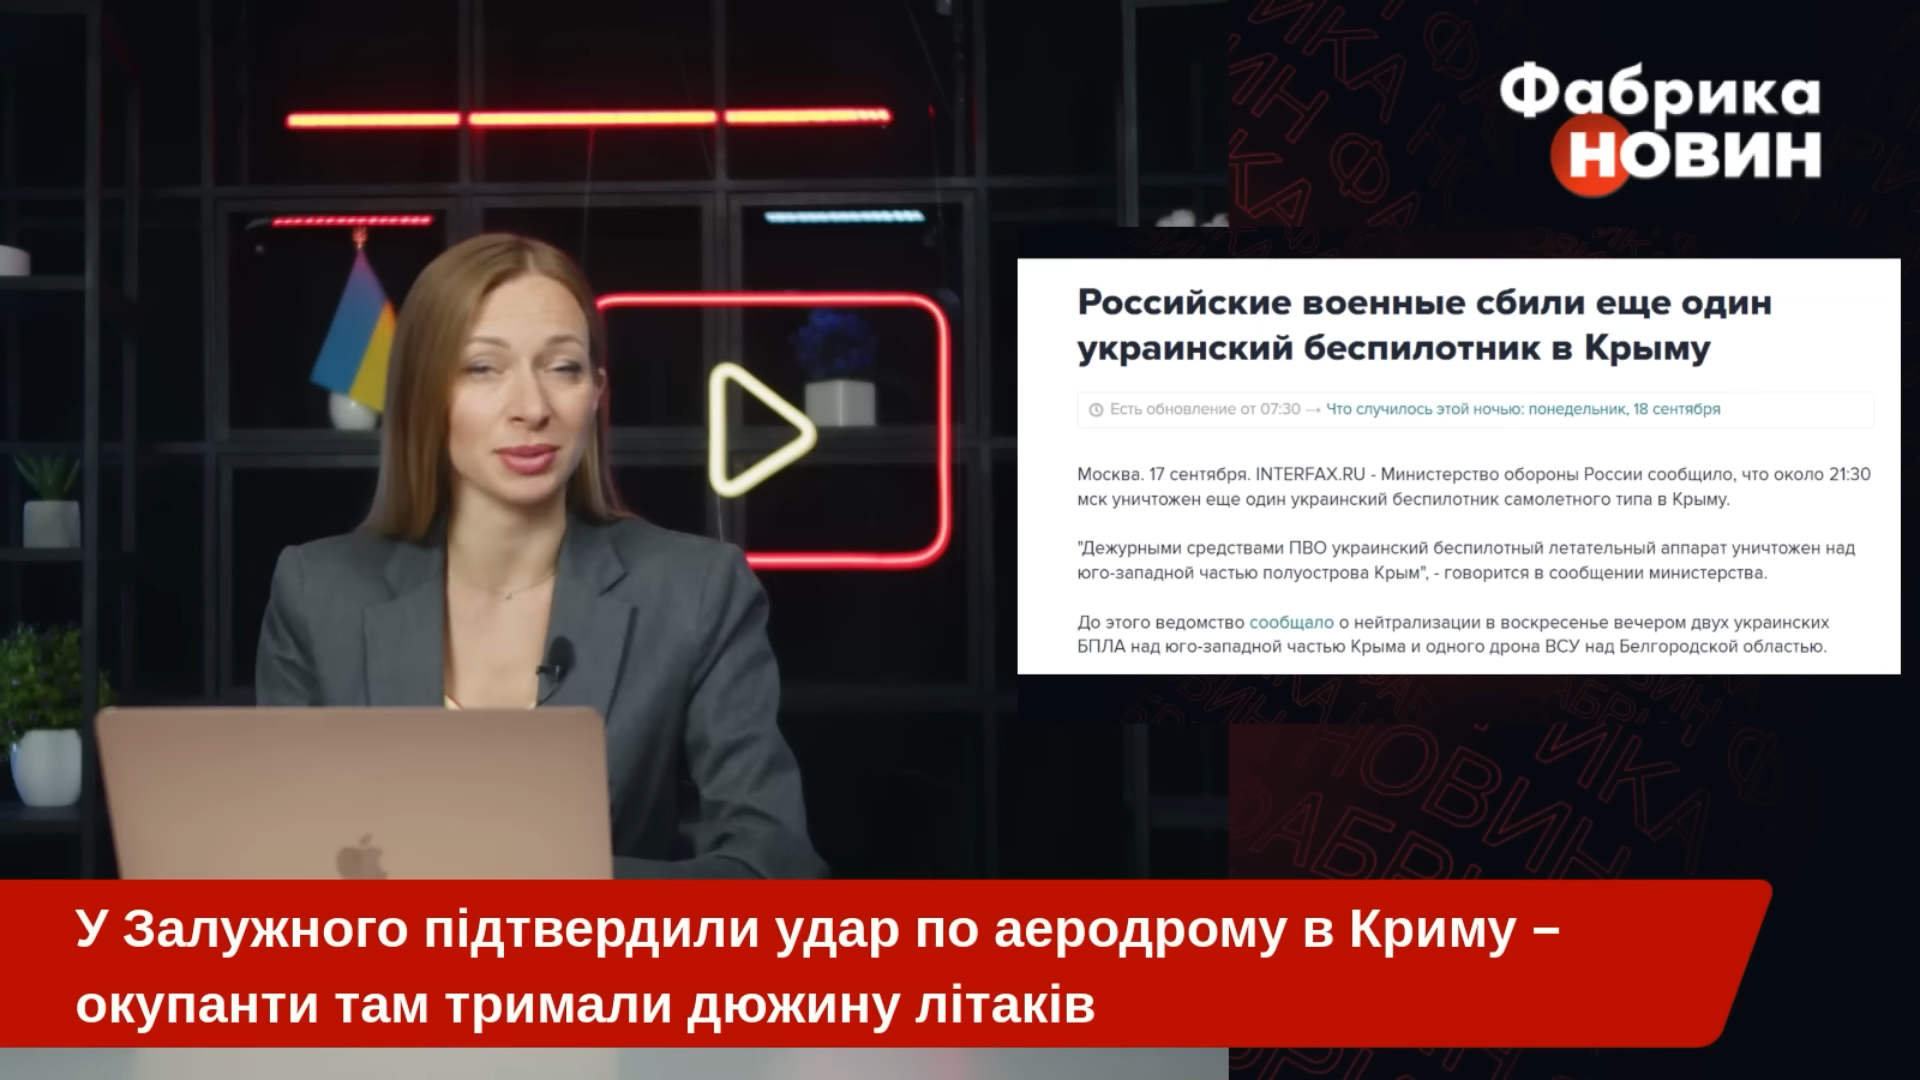 Фабрика
новин
Российские военные сбили еще один
украинский беспилотник в Крыму
Есть обновление от 07:30 → Что случилось этой ночью: понедельник, 18 сентября
Москва. 17 сентября. INTERFAX.RU - Министерство обороны России сообщило, что около 21:30
мск уничтожен еще один украинский беспилотник самолетного типа в Крыму.
"Дежурными средствами ПВО украинский беспилотный летательный аппарат уничтожен над
юго-западной частью полуострова Крым", - говорится в сообщении министерства.
До этого ведомство сообщало о нейтрализации в воскресенье вечером двух украинских
БПЛА над юго-западной частью Крыма и одного дрона ВСУ над Белгородской областью.
У Залужного підтвердили удар по аеродрому в Криму –
окупанти там тримали дюжину літаків